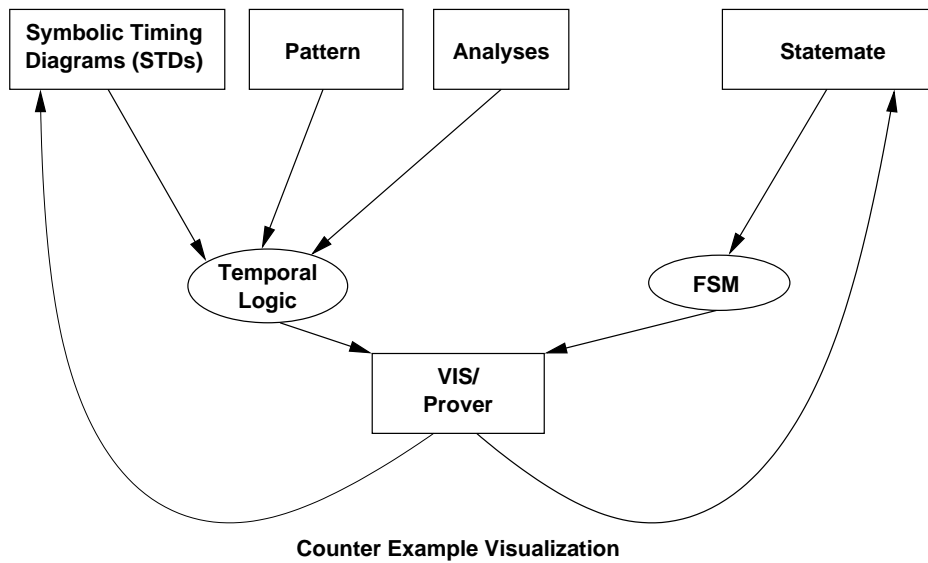 Symbolic Timing
Diagrams (STDs)
Pattern
Analyses
Statemate
Temporal
Logic
FSM
VIS/
Prover
Counter Example Visualization